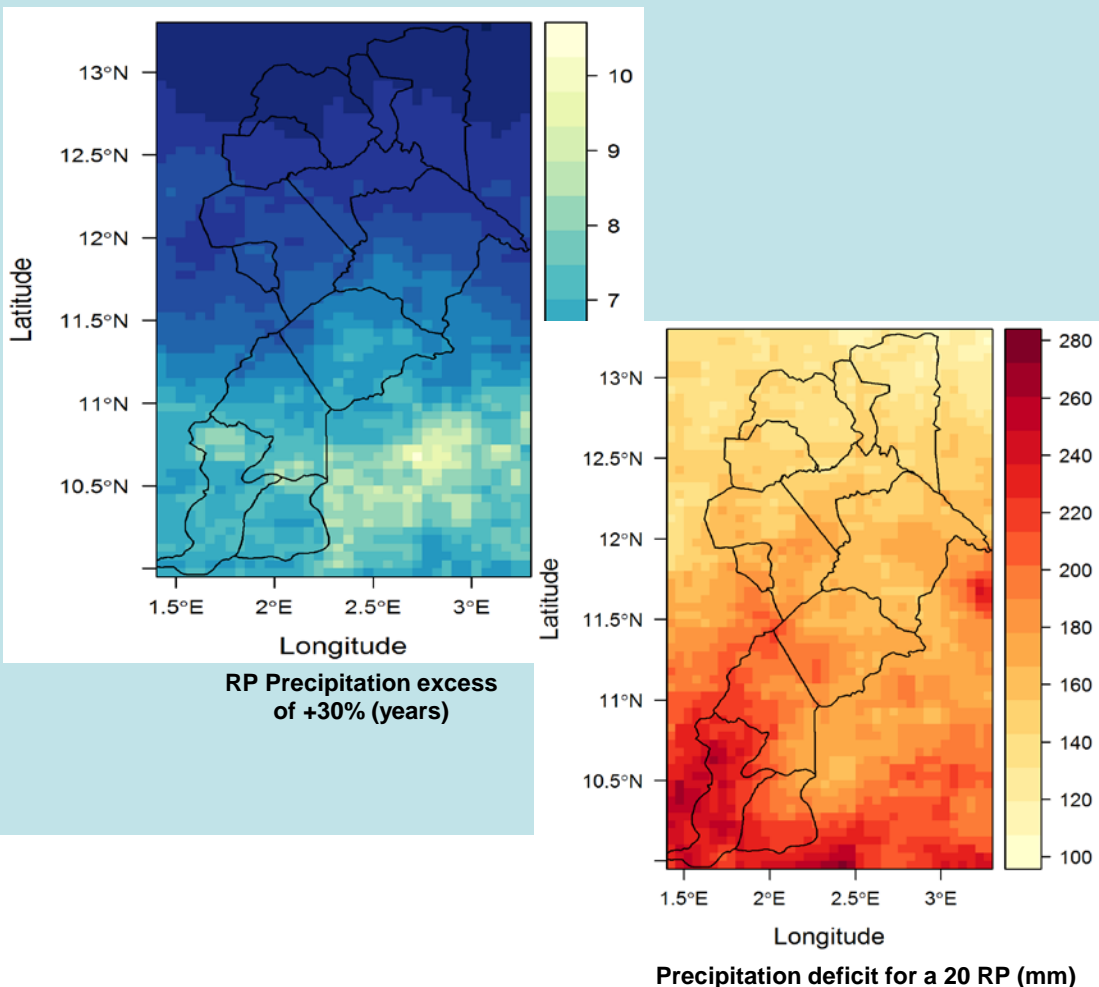 13°N
12.5°N
12°N
11.5°N
11°N
10.5°N
Latitude
1.5°E 2°E 2.5°E 3°E
Longitude
10
9
8
7
RP Precipitation excess
of +30% (years)
13°N
12.5°N
12°N
11.5°N
11°N
10.5°N
Latitude
1.5°E 2°E 2.5°E 3°E
Longitude
280
260
240
220
200
180
160
140
120
100
Precipitation deficit for a 20 RP (mm)